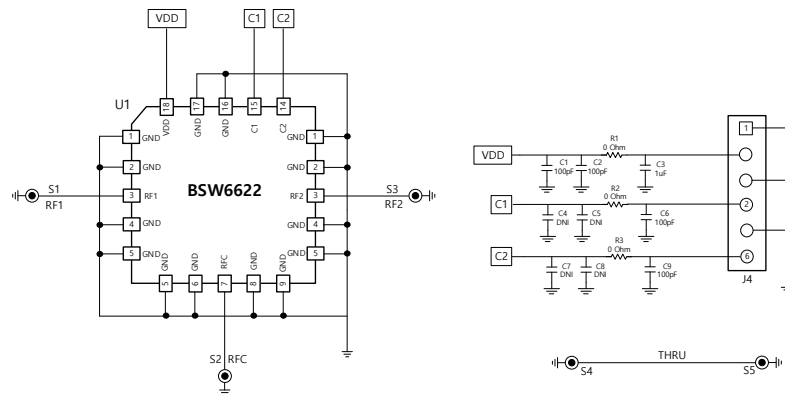 VDD
C1
C2
U1
18
17
16
15
14
VDD
GND
GND
C1
C2
1
GND
GND
1
2
GND
GND
2
S1
RF1
3
RF1
BSW6622
RF2
3
S3
RF2
4
GND
GND
4
5
GND
GND
5
GND
GND
RFC
GND
GND
5
6
7
8
9
S2
RFC
VDD
C1
100pF
C2
100pF
R1
0 Ohm
C3
1uF
C1
C4
DNI
C5
DNI
R2
0 Ohm
C6
100pF
C2
C7
DNI
C8
DNI
R3
0 Ohm
C9
100pF
1
2
6
J4
S4
THRU
S5